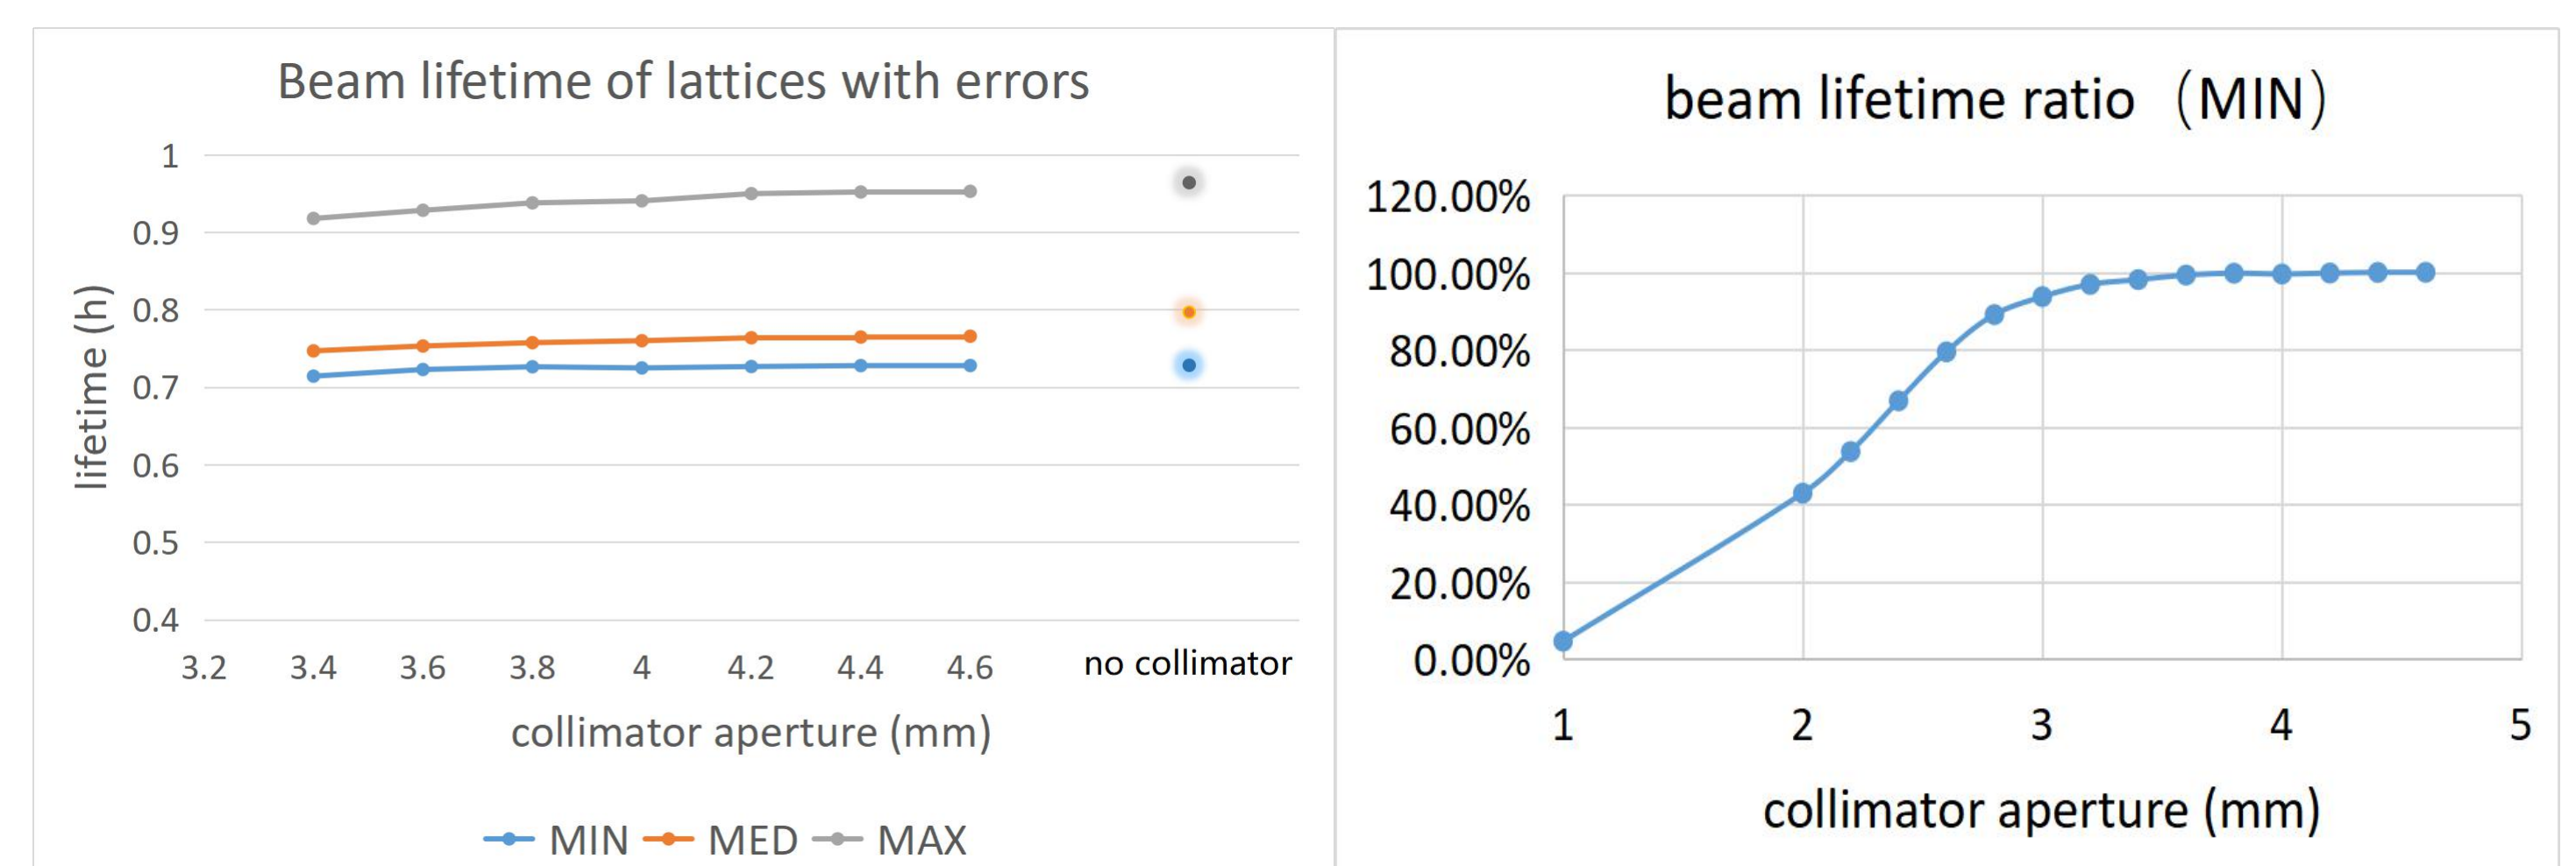 Beam lifetime of lattices with errors
1
0.9
0.8
0.7
0.6
0.5
0.4
lifetime (h)
3.2 3.4 3.6 3.8 4 4.2 4.4 4.6 no collimator
collimator aperture (mm)
MIN MED MAX
beam lifetime ratio（MIN）
120.00%
100.00%
80.00%
60.00%
40.00%
20.00%
0.00%
1 2 3 4 5
collimator aperture (mm)